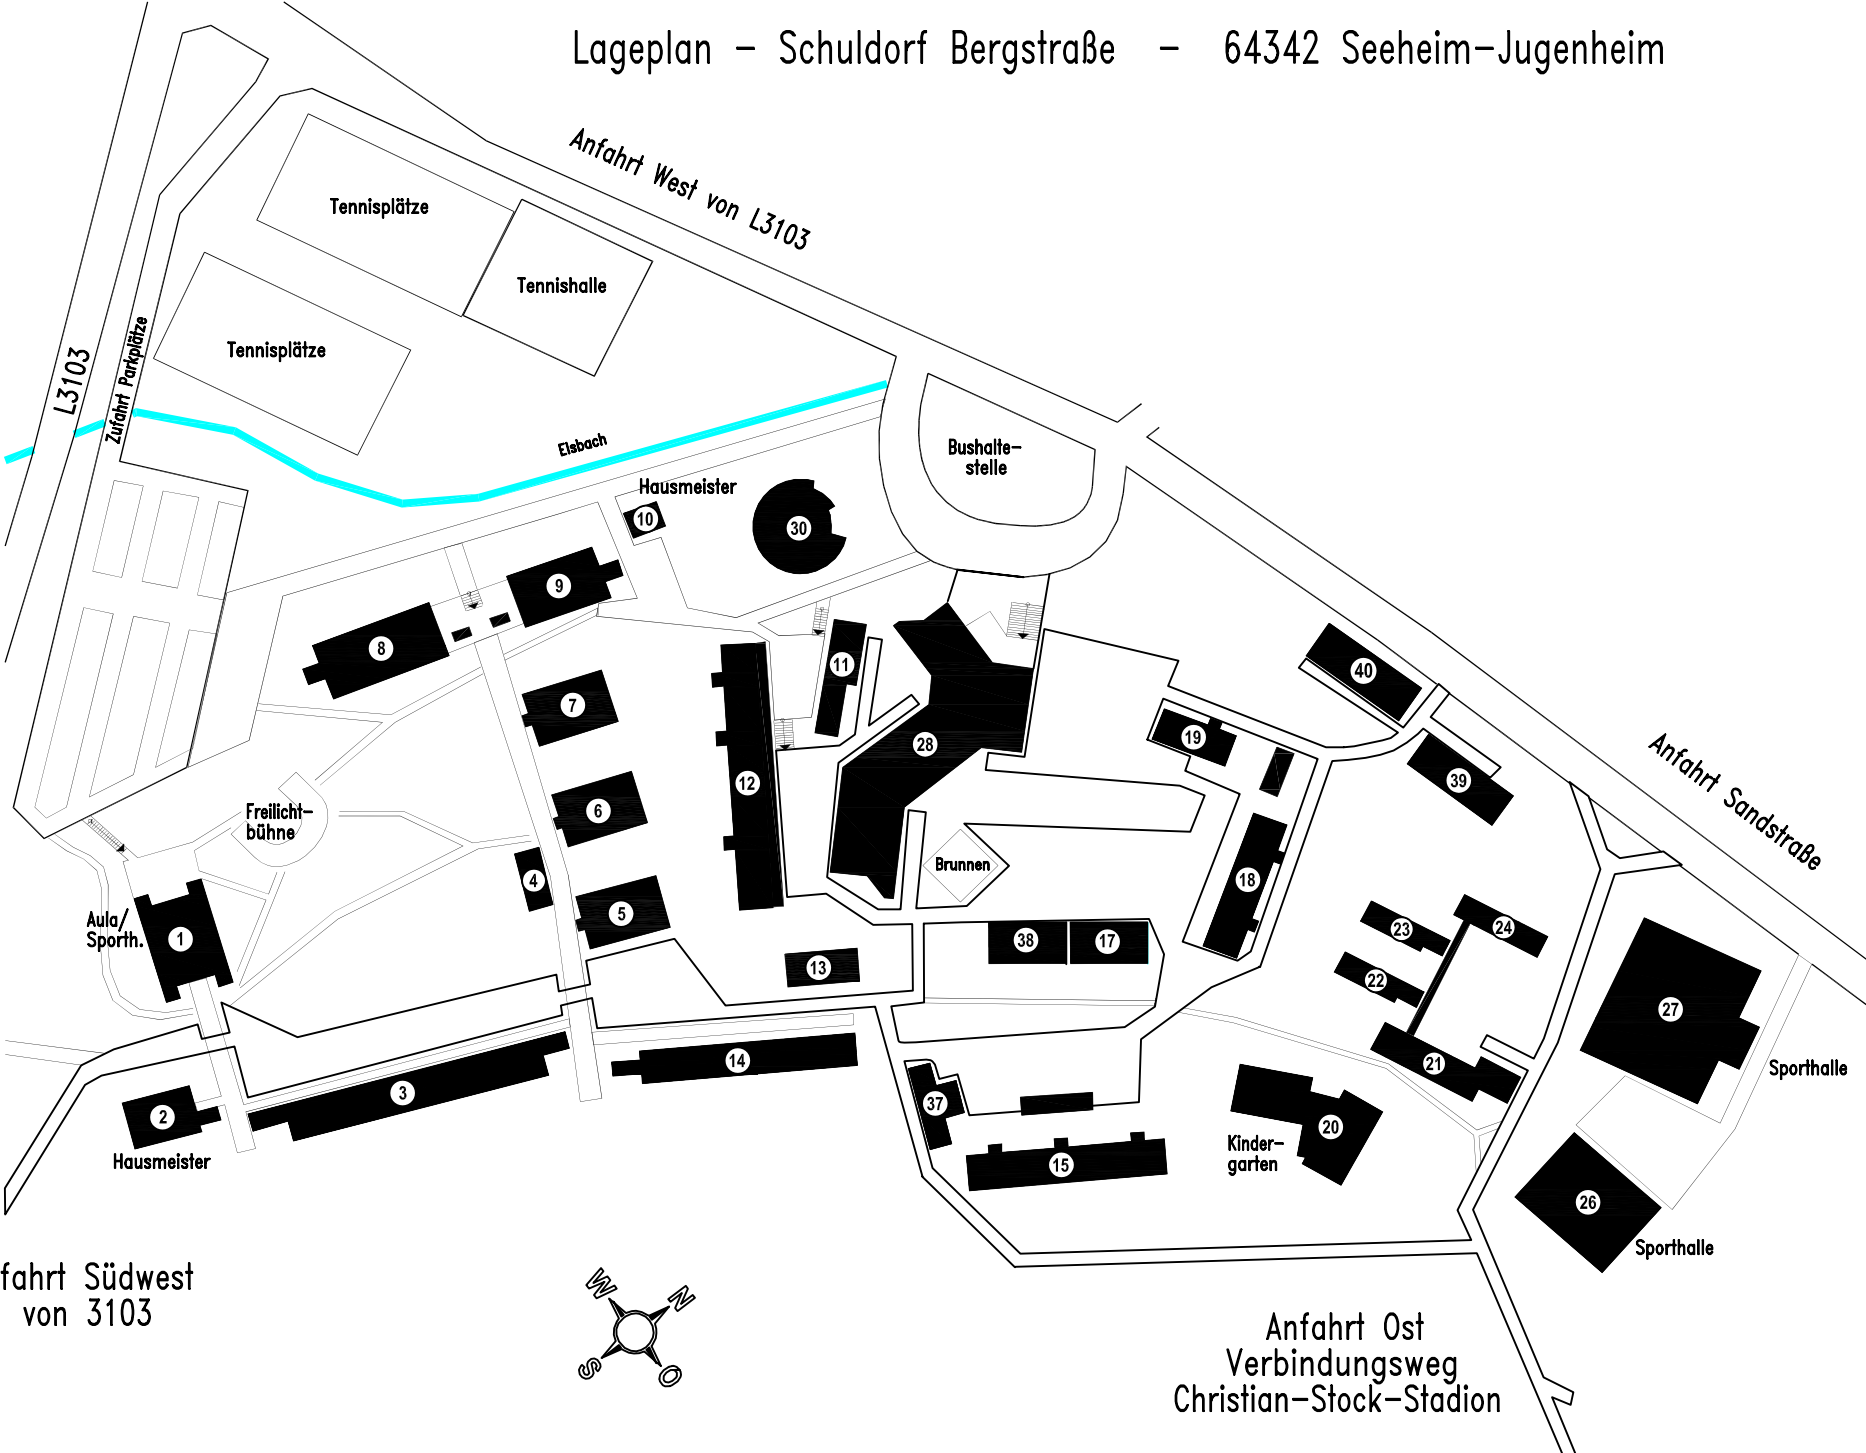 Lageplan - Schuldorf Bergstraße - 64342 Seeheim-Jugenheim
Anfahrt West von L3103
Tennisplätze
Tennishalle
Tennisplätze
L3103
Zufahrt Parkplätze
Elsbach
Bushalte-
stelle
Hausmeister
10
30
9
8
11
7
40
19
28
39
12
6
Anfahrt Sandstraße
Freilicht-
bühne
Brunnen
4
18
5
Aula/
Sporth.
1
38
17
23
24
13
22
27
14
21
Sporthalle
3
37
2
20
Kinder-
garten
Hausmeister
15
26
Sporthalle
fahrt Südwest
von 3103
W
N
S
O
Anfahrt Ost
Verbindungsweg
Christian-Stock-Stadion